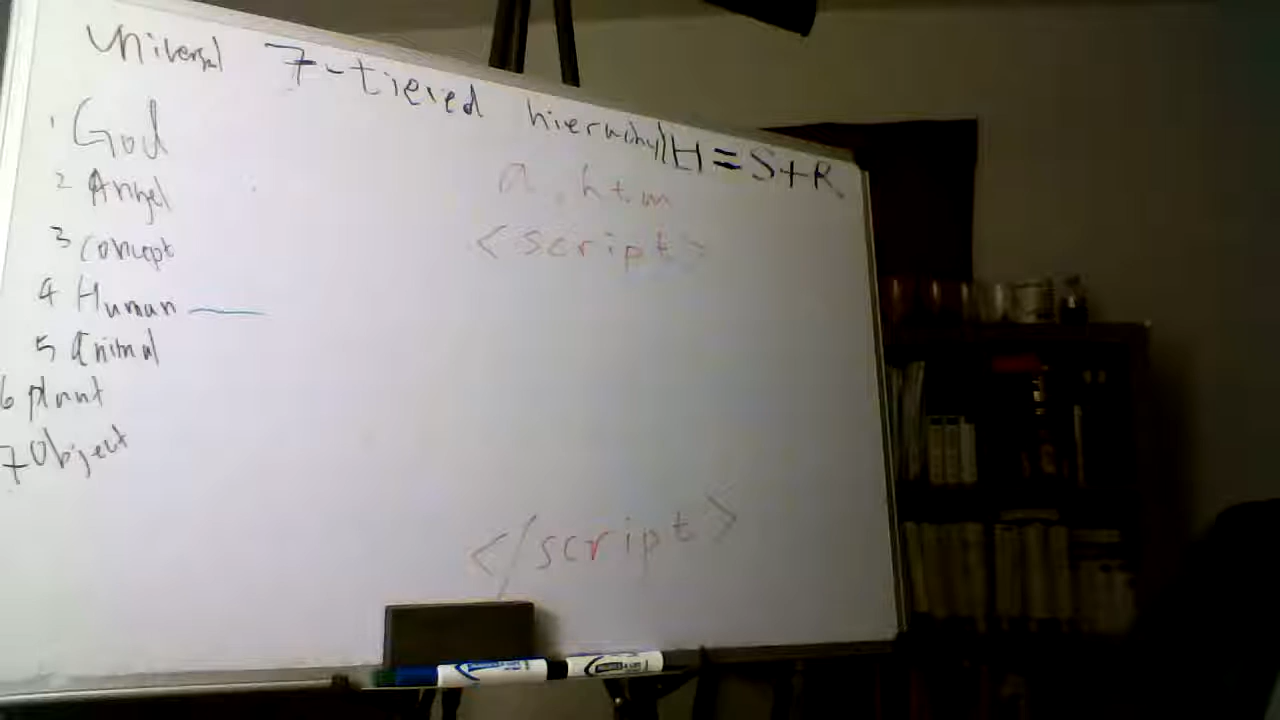 Universal 7-tiered hierarchy H = S+R
1 God
2 Angel
3 concept
4 Human
5 animal
6 plant
7 Object
a.htm
<script>
</script>